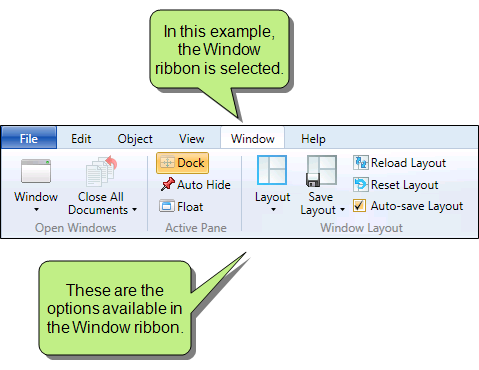 In this example,
the Window
ribbon is selected.
File Edit Object View Window Help
Window Close All Documents Dock Auto Hide Float Layout Save Layout Reload Layout Reset Layout Auto-save Layout
Open Windows Active Pane Window Layout
These are the
options available in
the Window ribbon.